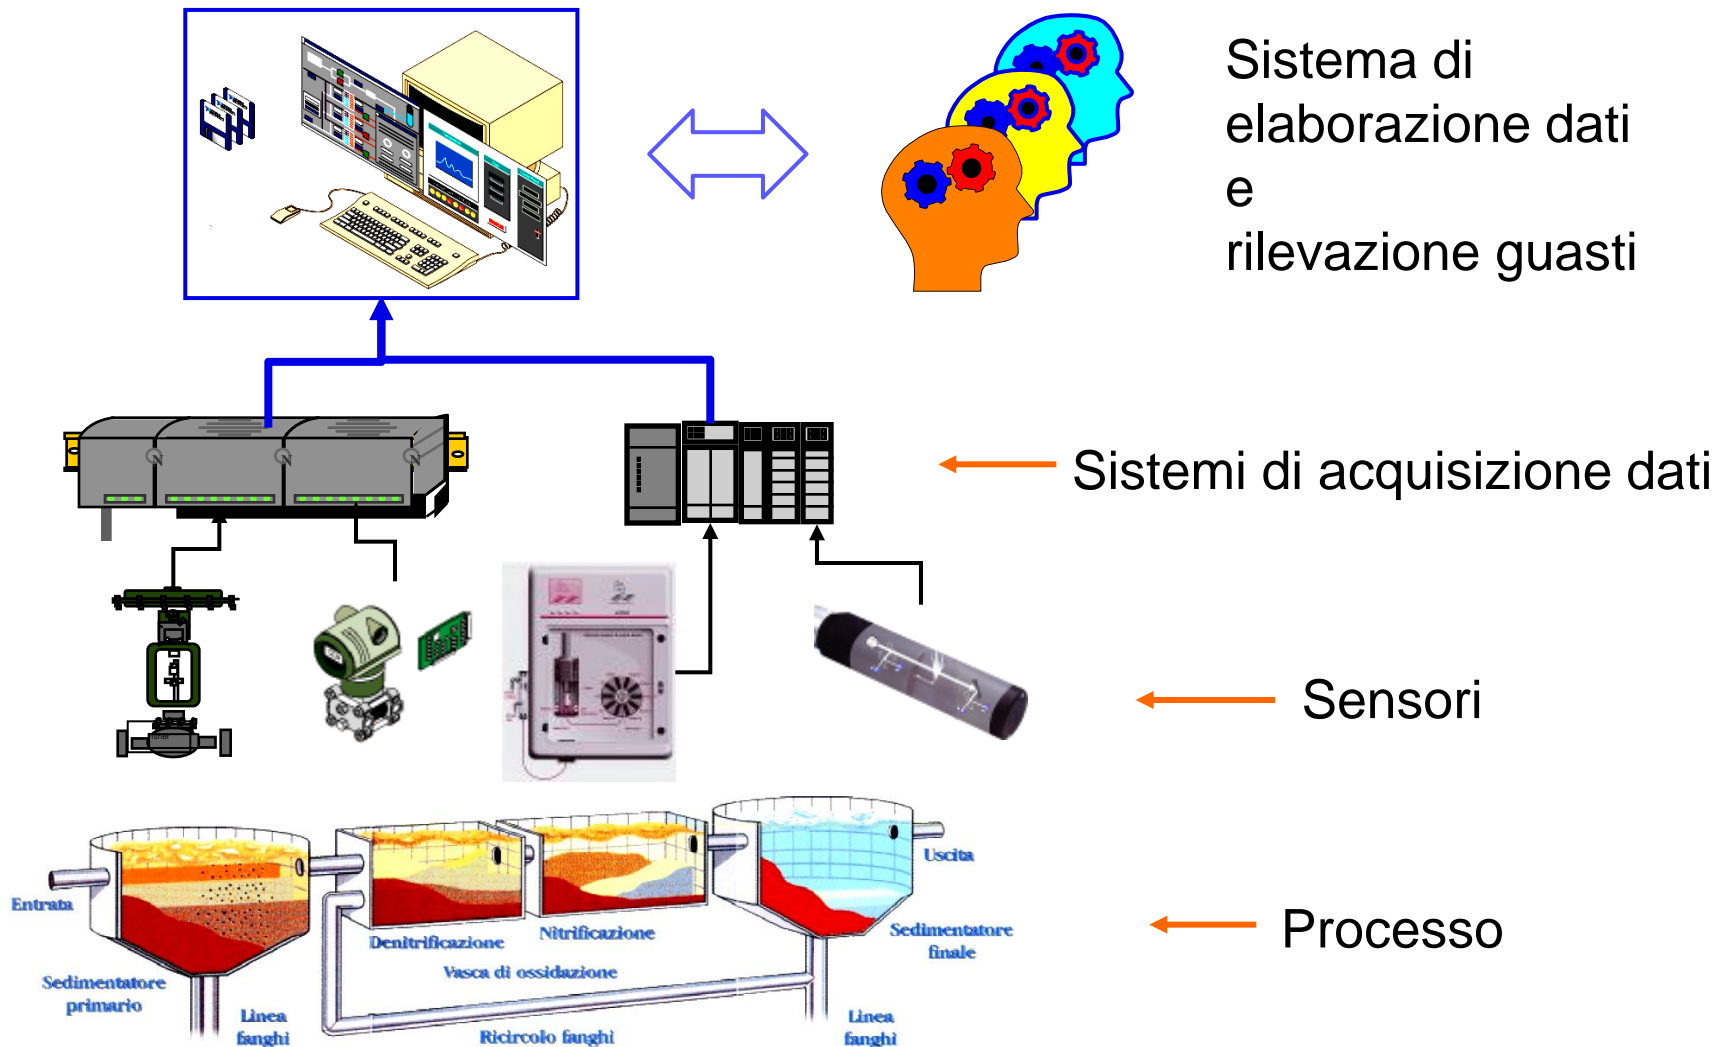 Sistema di
elaborazione dati
e
rilevazione guasti
N
N
N
Sistemi di acquisizione dati
Sensori
Entrata
Uscita
Denitrificazione
Nitrificazione
Sedimentatore
finale
Processo
Vasca di ossidazione
Sedimentatore
primario
Linea
fanghi
Ricircolo fanghi
Linea
fanghi